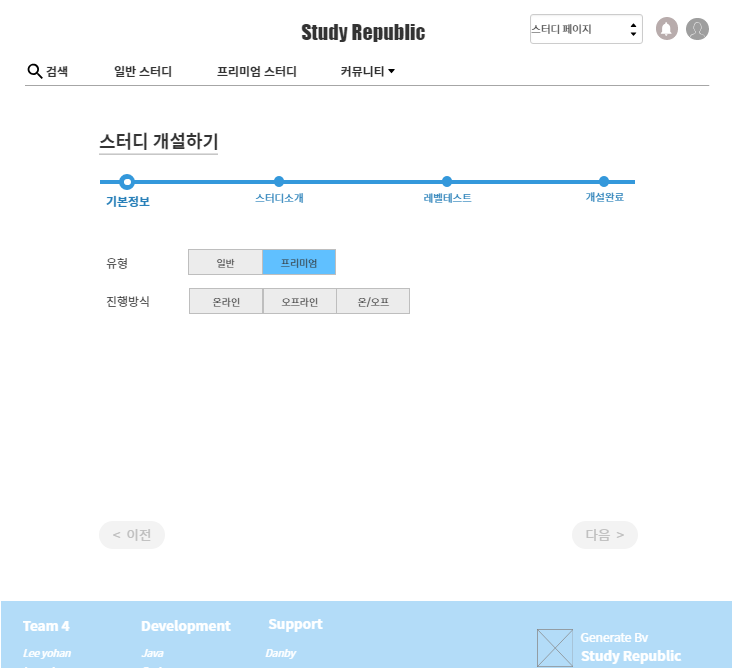 Study Republic
스터디 페이지
검색 일반 스터디 프리미엄 스터디 커뮤니티
스터디 개설하기
기본정보 스터디소개 레벨테스트 개설완료
유형 일반 프리미엄
진행방식 온라인 오프라인 온/오프
< 이전 다음 >
Team 4 Development Support
Lee yohan Java Danby
Generate By
Study Republic